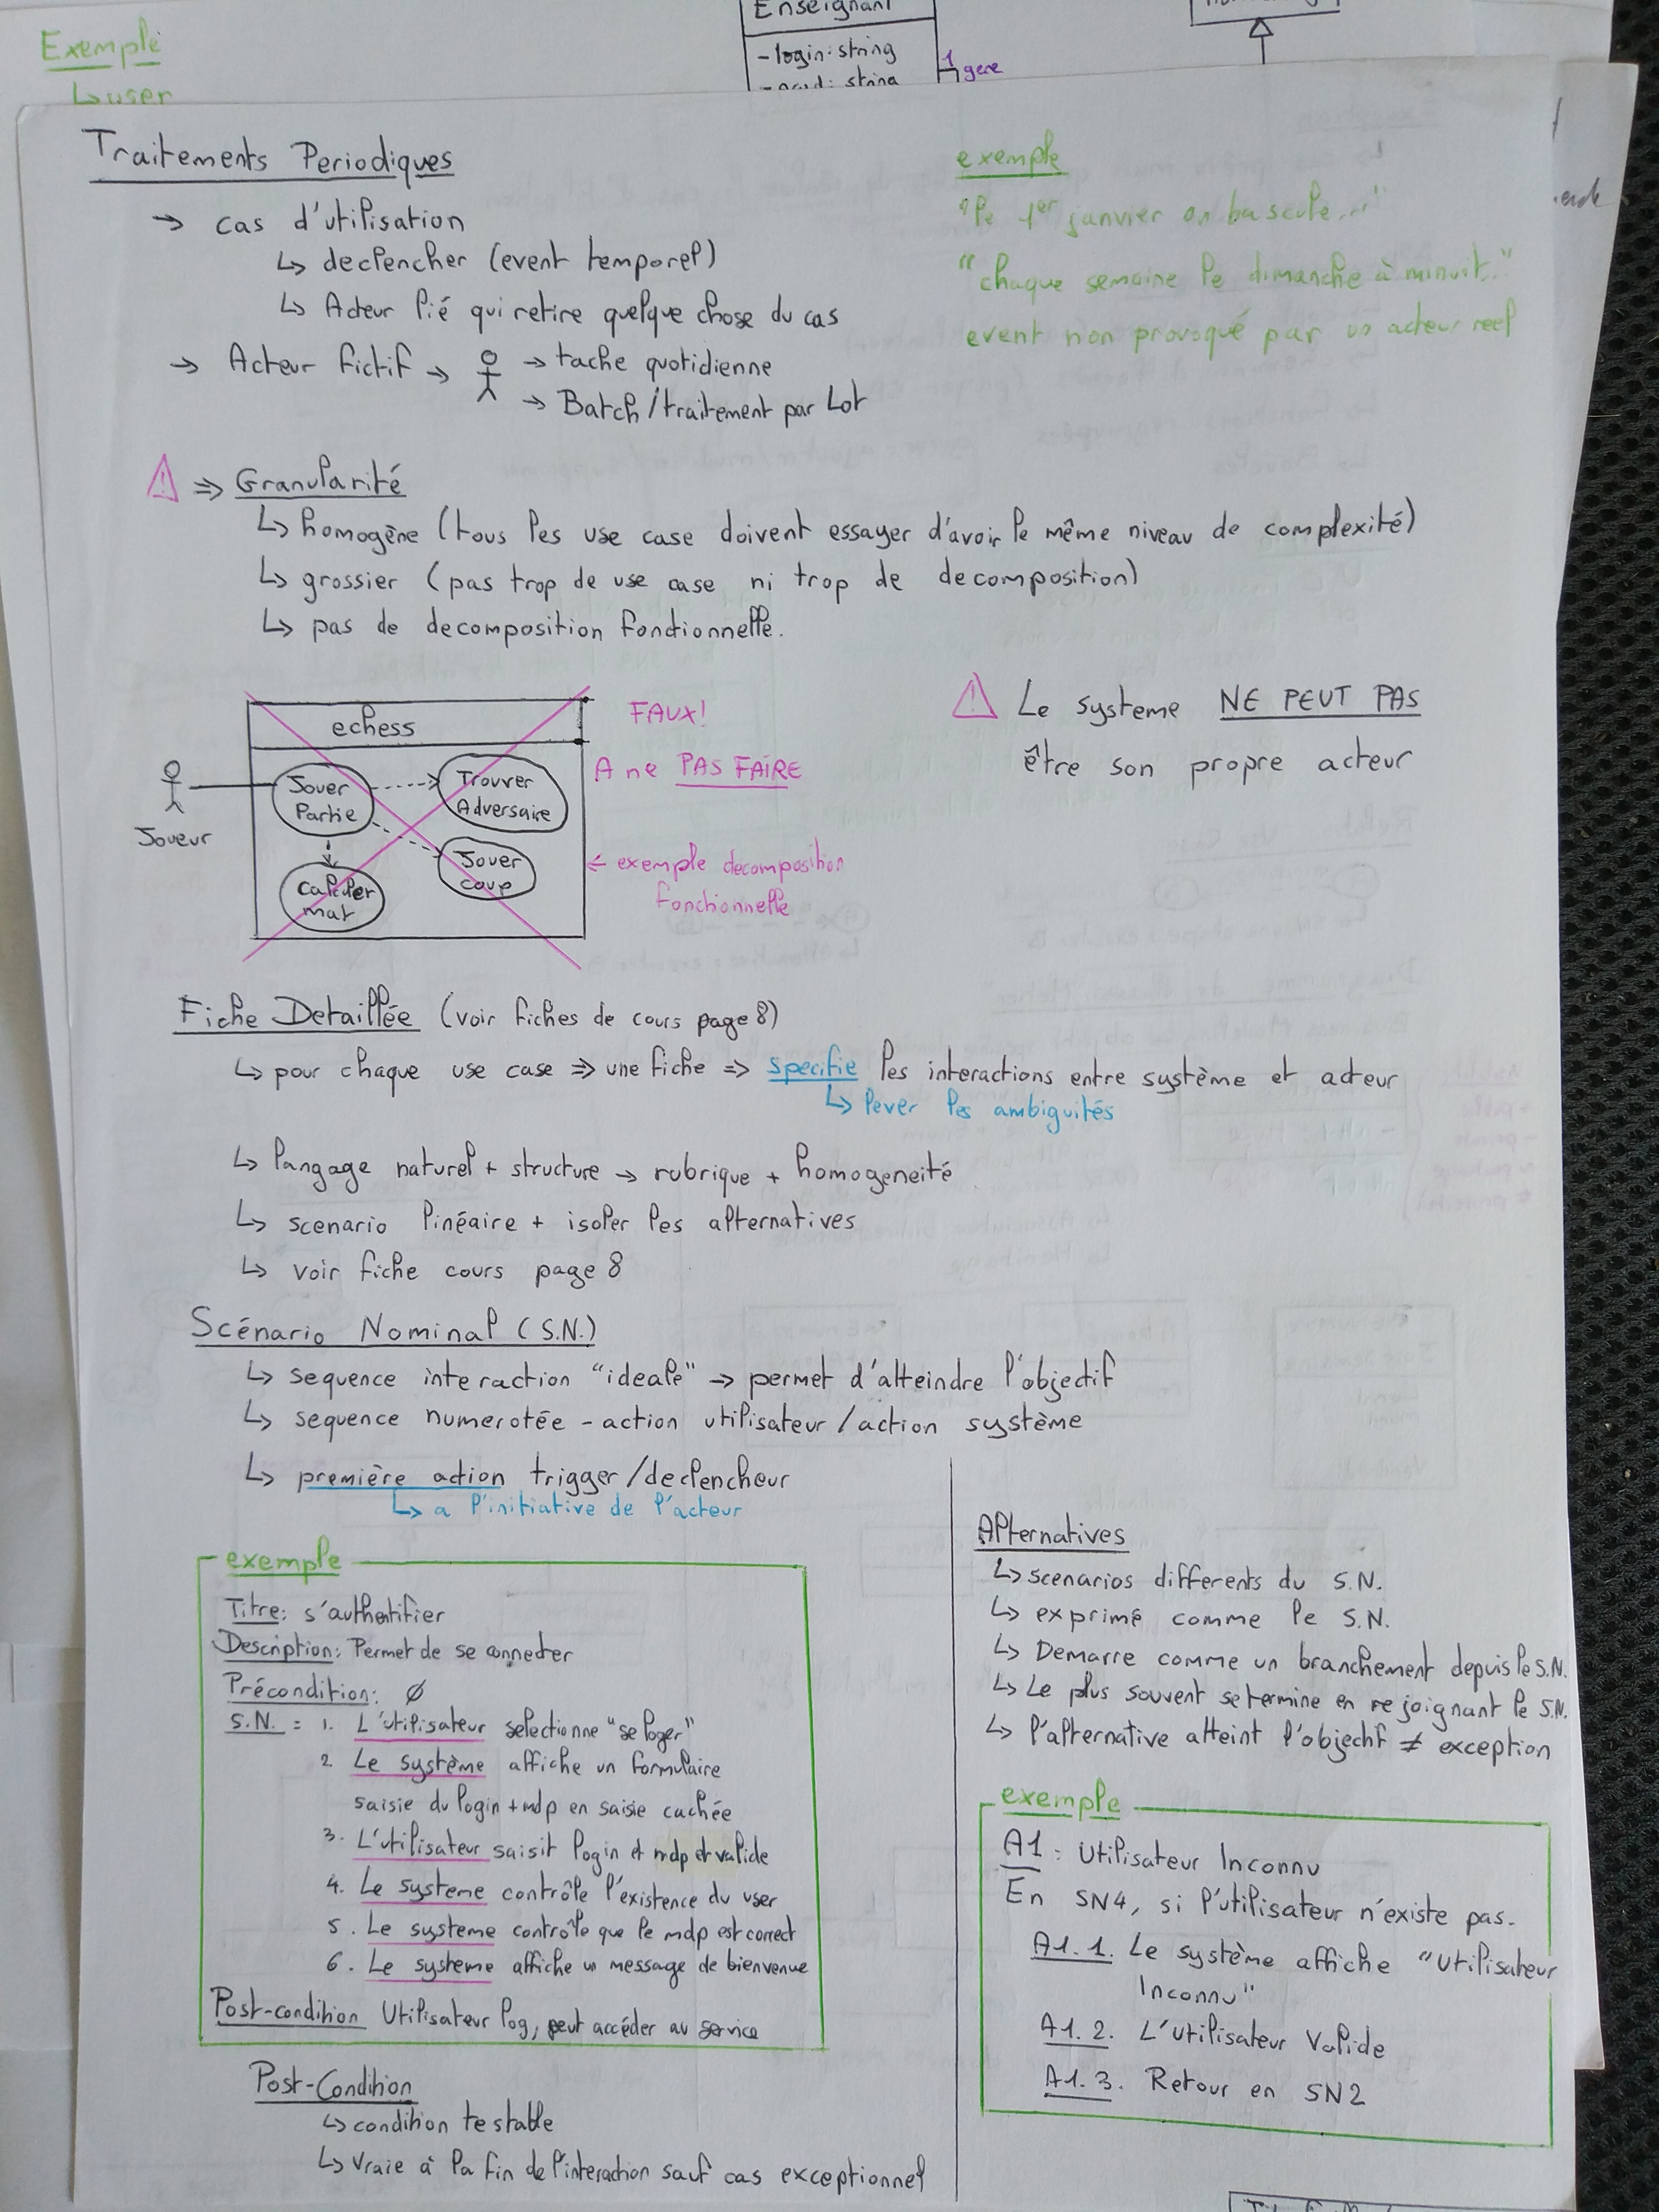 Exemple
↳ user
Enseignant
- login: string
1
gere
Traitements Periodiques
→ cas d'utilisation
↳ declencher (event temporel)
↳ Acteur lié qui retire quelque chose du cas
→ Acteur fictif → → tache quotidienne
→ Batch / traitement par Lot
exemple
"le 1er janvier on bascule..."
"chaque semaine le dimanche à minuit.."
event non provoqué par un acteur reel
⚠ ⇒ Granularité
↳ homogène (tous les use case doivent essayer d'avoir le même niveau de complexité)
↳ grossier (pas trop de use case ni trop de decomposition)
↳ pas de decomposition fonctionnelle.
echess
Joueur
Jouer Partie
Trouver Adversaire
Jouer coup
Calculer mat
FAUX!
A ne PAS FAIRE
← exemple decomposition
fonctionnelle
⚠ Le systeme NE PEUT PAS
être son propre acteur
Fiche Detaillée (voir fiches de cours page 8)
↳ pour chaque use case ⇒ une fiche ⇒ specifie les interactions entre système et acteur
↳ lever les ambiguités
↳ langage naturel + structure → rubrique + homogeneité
↳ scenario linéaire + isoler les alternatives
↳ voir fiche cours page 8
Scénario Nominal (S.N.)
↳ sequence interaction "ideale" → permet d'atteindre l'objectif
↳ sequence numerotée - action utilisateur / action système
↳ première action trigger / declencheur
↳ a l'initiative de l'acteur
exemple
Titre: s'authentifier
Description: Permet de se connecter
Précondition: ∅
S.N. = 1. L'utilisateur selectionne "se loger"
2. Le système affiche un formulaire
saisie du login + mdp en saisie cachée
3. L'utilisateur saisit login et mdp et valide
4. Le systeme contrôle l'existence du user
5. Le systeme contrôle que le mdp est correct
6. Le systeme affiche un message de bienvenue
Post-condition Utilisateur log, peut accéder au service
Post-Condition
↳ condition testable
↳ Vraie à la fin de l'interaction sauf cas exceptionnel
Alternatives
↳ scenarios differents du S.N.
↳ exprimé comme le S.N.
↳ Demarre comme un branchement depuis le S.N.
↳ Le plus souvent se termine en rejoignant le S.N.
↳ l'alternative atteint l'objectif ≠ exception
exemple
A1 : Utilisateur Inconnu
En SN4, si l'utilisateur n'existe pas.
A1.1. Le système affiche "Utilisateur
Inconnu"
A1.2. L'utilisateur Valide
A1.3. Retour en SN2